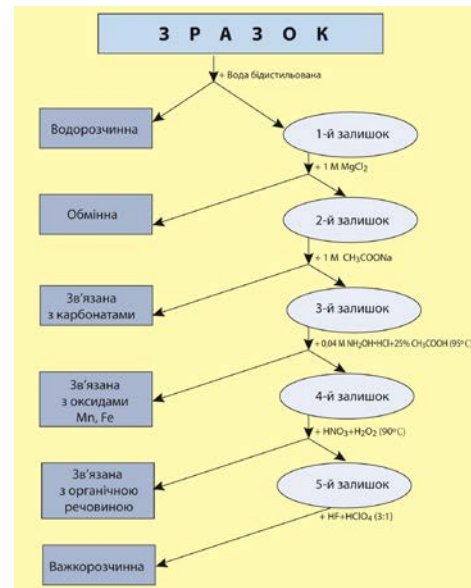 З Р А З О К
+ Вода бідистильована
Водорозчинна
1-й залишок
+ 1 M MgCl₂
Обмінна
2-й залишок
+ 1 M CH₃COONa
Зв'язана
з карбонатами
3-й залишок
+ 0,04 M NH₂OH•HCl+25% CH₃COOH (95°C)
Зв'язана
з оксидами
Mn, Fe
4-й залишок
+ HNO₃+H₂O₂ (90°C)
Зв'язана
з органічною
речовиною
5-й залишок
+ HF+HClO₄ (3:1)
Важкорозчинна